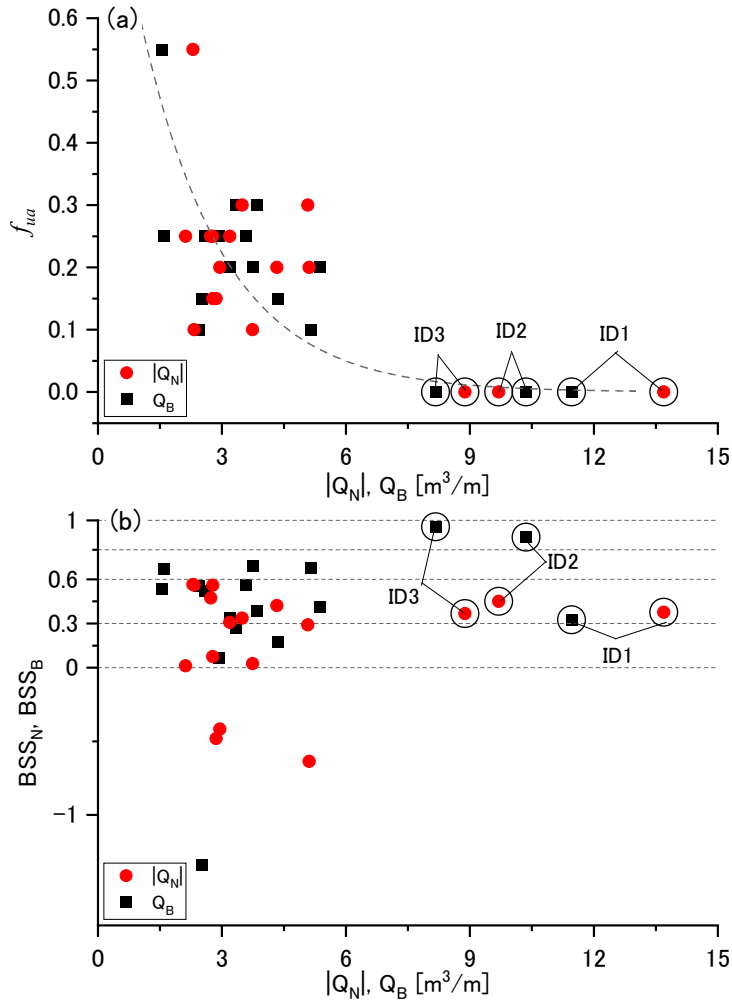 (a)
0.6
0.5
0.4
0.3
0.2
0.1
0.0
f_ua
ID3
ID2
ID1
|Q_N|
Q_B
0
3
6
9
12
15
|Q_N|, Q_B [m³/m]
(b)
1
0.6
0.3
0
−1
BSS_N, BSS_B
ID2
ID3
ID1
|Q_N|
Q_B
0
3
6
9
12
15
|Q_N|, Q_B [m³/m]